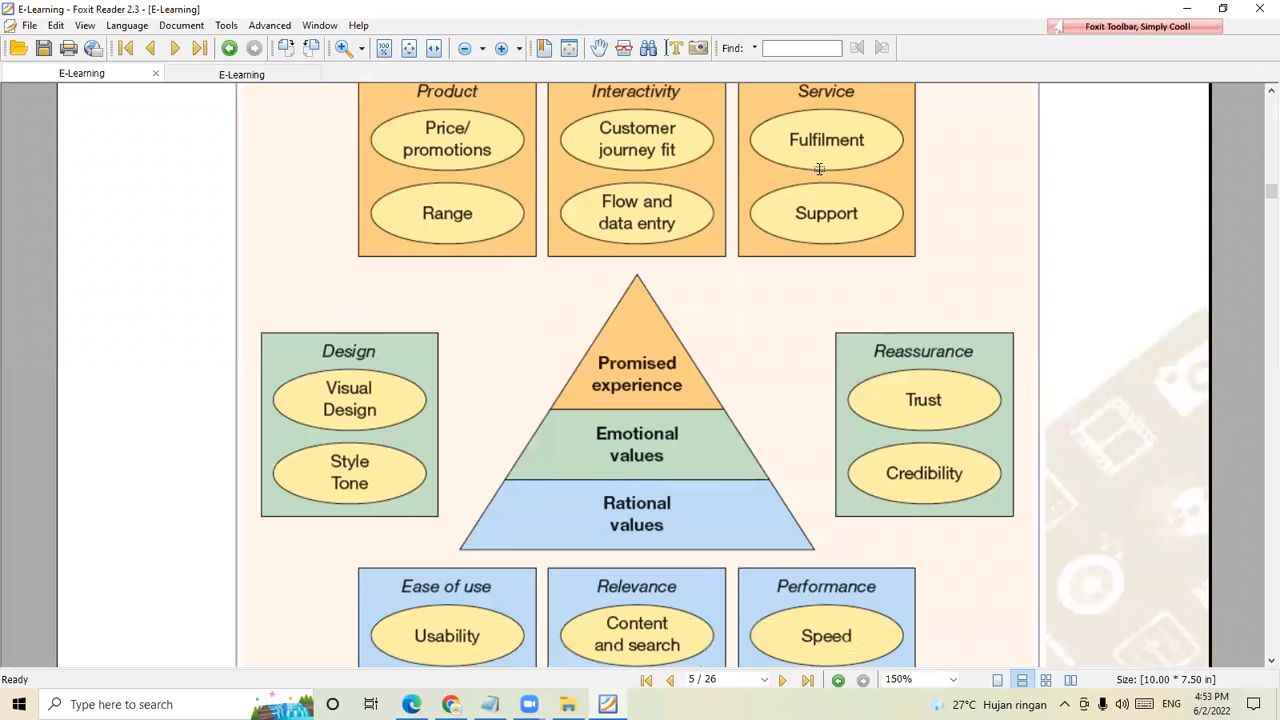 E-Learning - Foxit Reader 2.3 - [E-Learning]
File Edit View Language Document Tools Advanced Window Help
Foxit Toolbar, Simply Cool!
Find:
E-Learning
E-Learning
Product
Price/
promotions
Range
Interactivity
Customer
journey fit
Flow and
data entry
Service
Fulfilment
Support
Design
Visual
Design
Style
Tone
Promised
experience
Emotional
values
Rational
values
Reassurance
Trust
Credibility
Ease of use
Usability
Relevance
Content
and search
Performance
Speed
Ready
5 / 26
150%
Size: [10.00 * 7.50 in]
Type here to search
27°C Hujan ringan
ENG
4:53 PM
6/2/2022